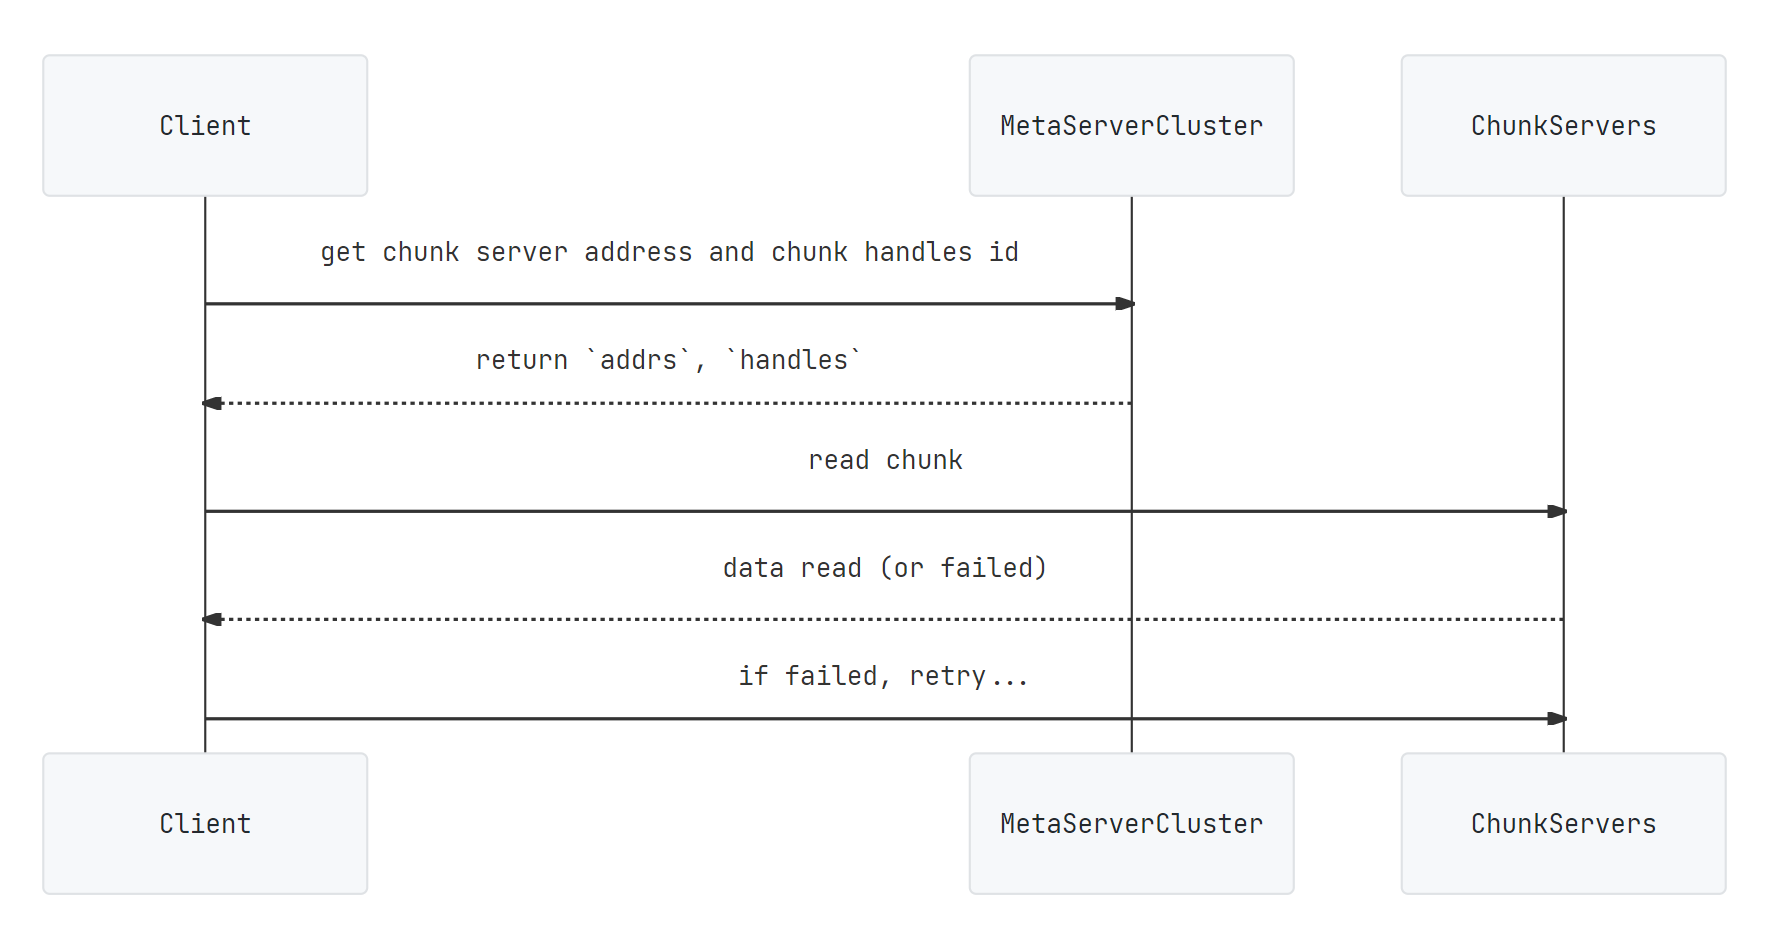 Client
MetaServerCluster
ChunkServers
get chunk server address and chunk handles id
return `addrs`, `handles`
read chunk
data read (or failed)
if failed, retry...
Client
MetaServerCluster
ChunkServers